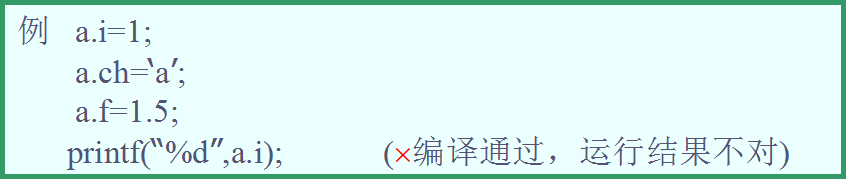 例 a.i=1;
a.ch=‘a’;
a.f=1.5;
printf(“%d”,a.i); (×编译通过，运行结果不对)